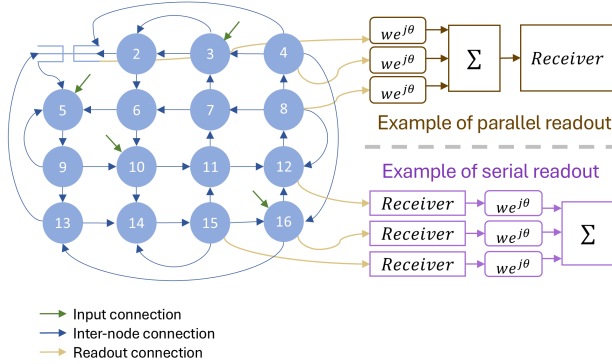 2 3 4
5 6 7 8
9 10 11 12
13 14 15 16
we^{jθ}
we^{jθ}
we^{jθ}
Σ
Receiver
Example of parallel readout
Example of serial readout
Receiver we^{jθ}
Receiver we^{jθ}
Receiver we^{jθ}
Σ
Input connection
Inter-node connection
Readout connection